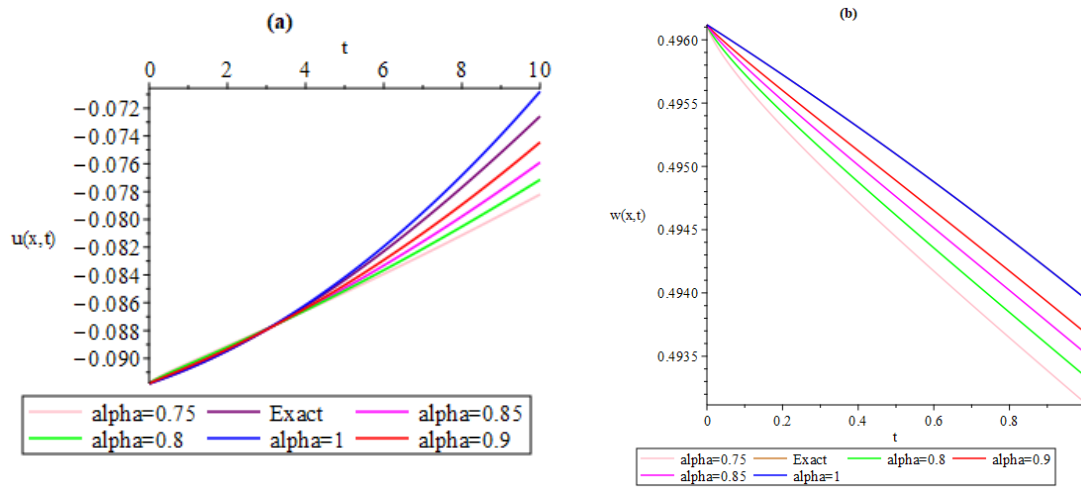 (a)
t
0 2 4 6 8 10
−0.072
−0.074
−0.076
−0.078
−0.080
u(x,t)
−0.082
−0.084
−0.086
−0.088
−0.090
alpha=0.75 Exact alpha=0.85
alpha=0.8 alpha=1 alpha=0.9
(b)
0.4960
0.4955
0.4950
w(x,t)
0.4945
0.4940
0.4935
0 0.2 0.4 0.6 0.8
t
alpha=0.75 Exact alpha=0.8 alpha=0.9
alpha=0.85 alpha=1